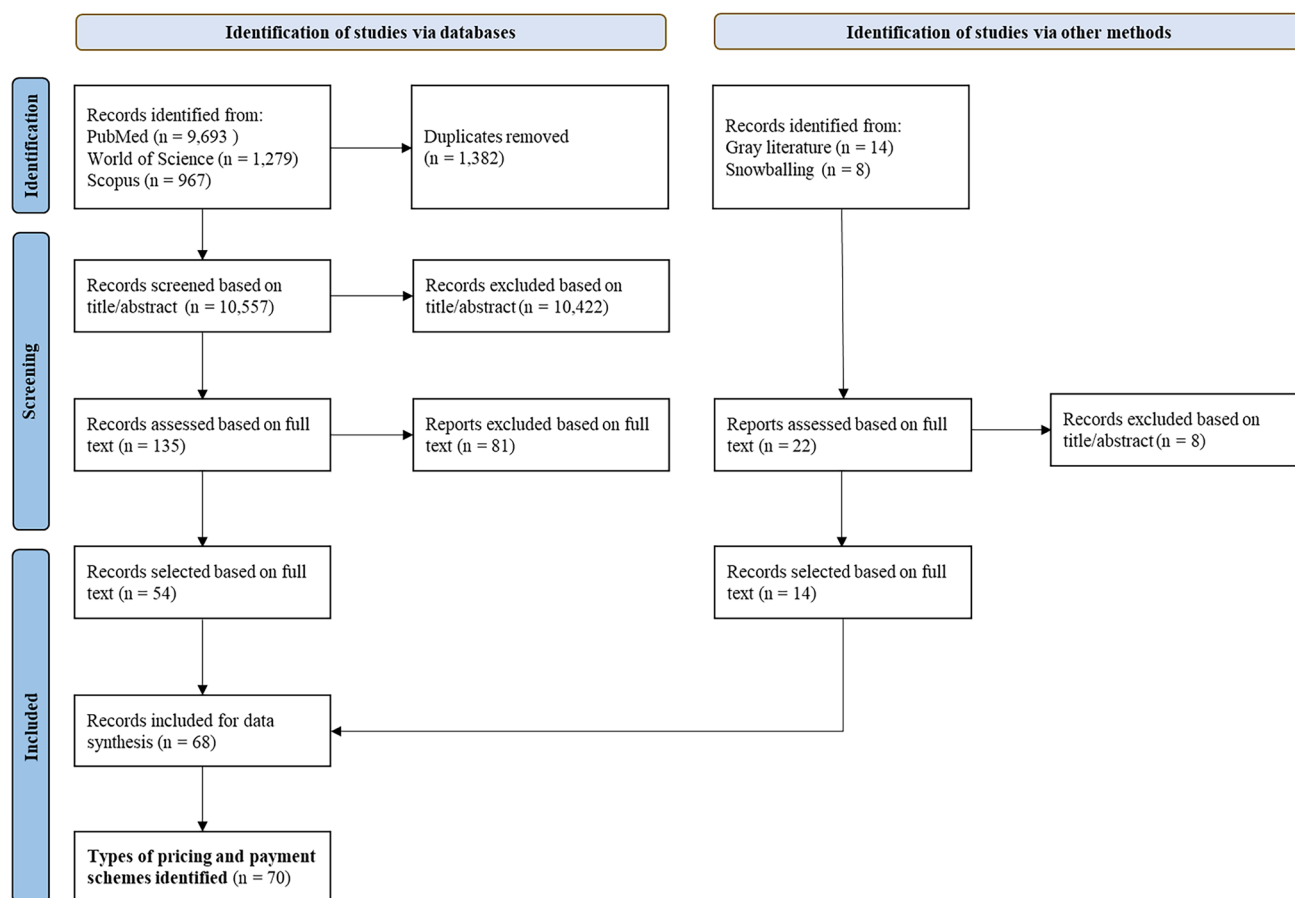 Identification of studies via databases
Identification of studies via other methods
Identification
Records identified from:
PubMed (n = 9,693 )
World of Science (n = 1,279)
Scopus (n = 967)
Duplicates removed
(n = 1,382)
Records identified from:
Gray literature (n = 14)
Snowballing (n = 8)
Screening
Records screened based on
title/abstract (n = 10,557)
Records excluded based on
title/abstract (n = 10,422)
Records assessed based on full
text (n = 135)
Reports excluded based on full
text (n = 81)
Reports assessed based on full
text (n = 22)
Records excluded based on
title/abstract (n = 8)
Included
Records selected based on full
text (n = 54)
Records selected based on full
text (n = 14)
Records included for data
synthesis (n = 68)
Types of pricing and payment
schemes identified (n = 70)